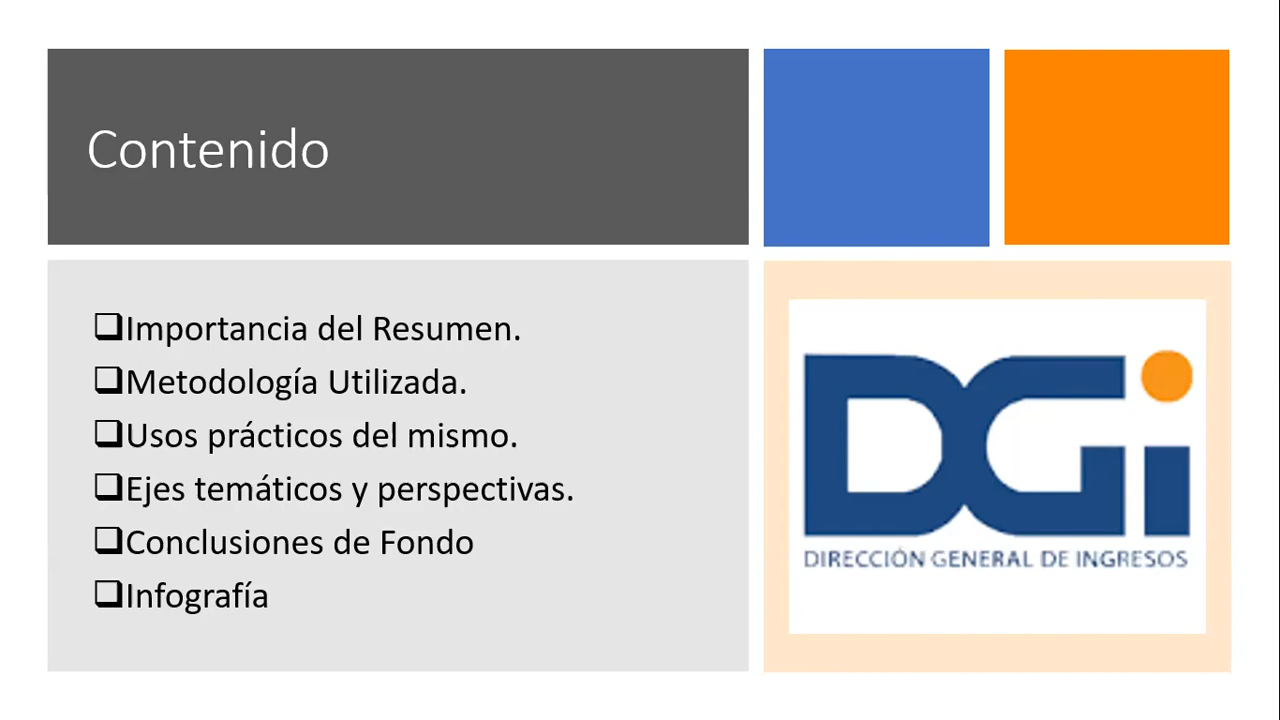 Contenido
❑Importancia del Resumen.
❑Metodología Utilizada.
❑Usos prácticos del mismo.
❑Ejes temáticos y perspectivas.
❑Conclusiones de Fondo
❑Infografía
DGi
DIRECCIÓN GENERAL DE INGRESOS